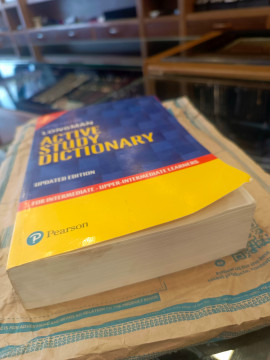 LONGMAN
ACTIVE
STUDY
DICTIONARY
UPDATED EDITION
FOR INTERMEDIATE - UPPER-INTERMEDIATE LEARNERS
Pearson